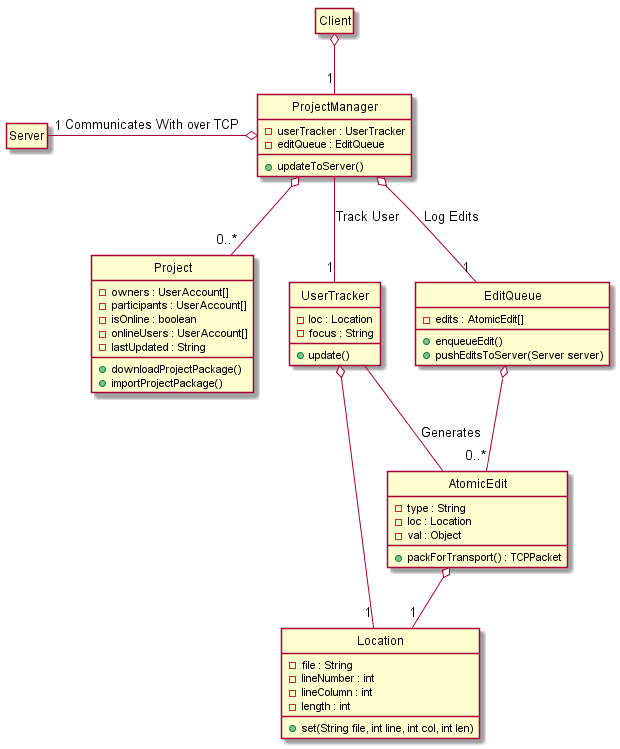 Client
1
ProjectManager
userTracker : UserTracker
editQueue : EditQueue
updateToServer()
Server
1 Communicates With over TCP
Track User
Log Edits
0..*
1
1
Project
owners : UserAccount[]
participants : UserAccount[]
isOnline : boolean
onlineUsers : UserAccount[]
lastUpdated : String
downloadProjectPackage()
importProjectPackage()
UserTracker
loc : Location
focus : String
update()
EditQueue
edits : AtomicEdit[]
enqueueEdit()
pushEditsToServer(Server server)
Generates
0..*
AtomicEdit
type : String
loc : Location
val : Object
packForTransport() : TCPPacket
1
1
Location
file : String
lineNumber : int
lineColumn : int
length : int
set(String file, int line, int col, int len)